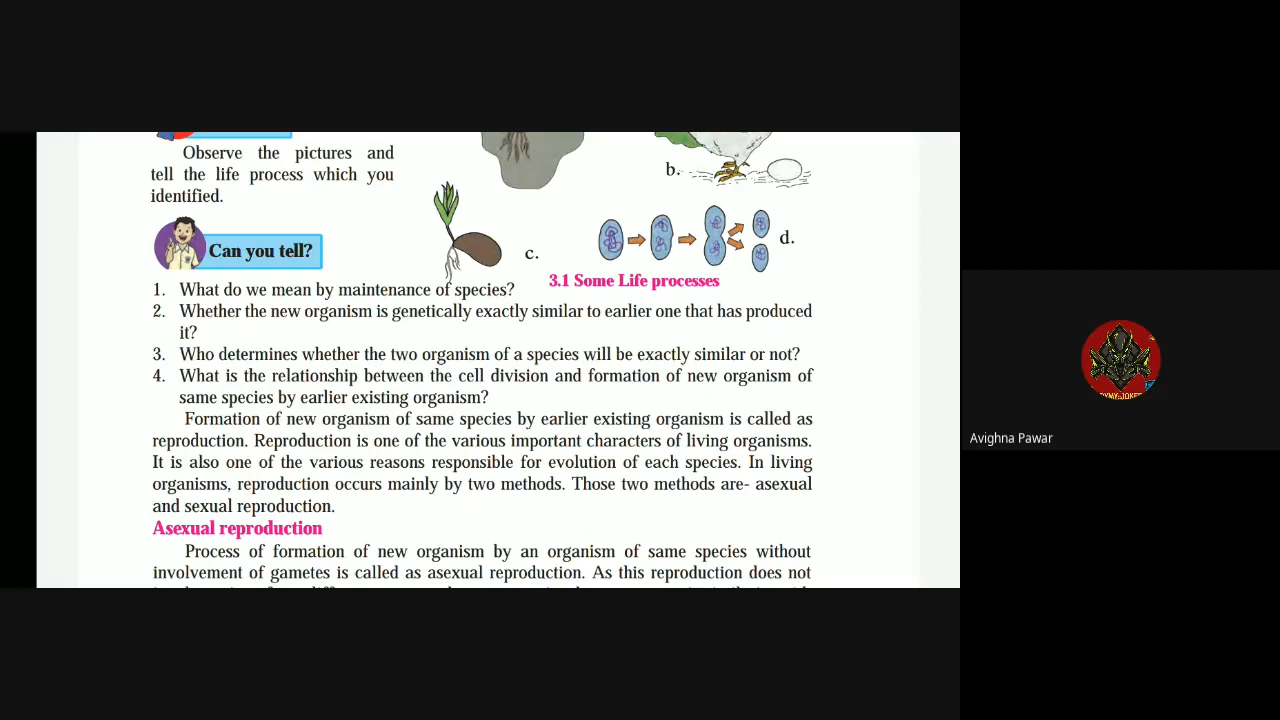 Observe the pictures and
tell the life process which you
identified.
b.
Can you tell?
c.
d.
3.1 Some Life processes
1. What do we mean by maintenance of species?
2. Whether the new organism is genetically exactly similar to earlier one that has produced
it?
3. Who determines whether the two organism of a species will be exactly similar or not?
4. What is the relationship between the cell division and formation of new organism of
same species by earlier existing organism?
Formation of new organism of same species by earlier existing organism is called as
reproduction. Reproduction is one of the various important characters of living organisms.
It is also one of the various reasons responsible for evolution of each species. In living
organisms, reproduction occurs mainly by two methods. Those two methods are- asexual
and sexual reproduction.
Asexual reproduction
Process of formation of new organism by an organism of same species without
involvement of gametes is called as asexual reproduction. As this reproduction does not
Avighna Pawar